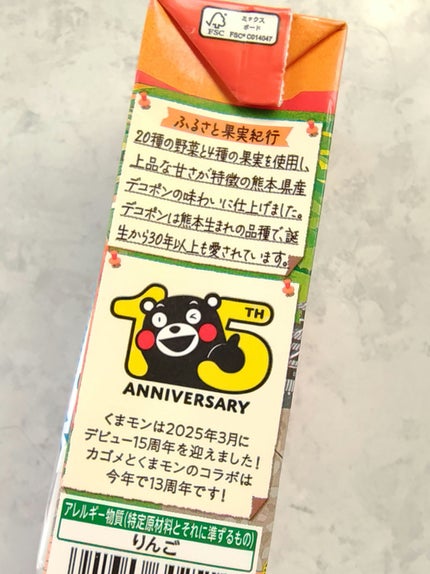 ミックス
ボード
FSC
FSC® C014047
ふるさと果実紀行
20種の野菜と4種の果実を使用し、
上品な甘さが特徴の熊本県産
デコポンの味わいに仕上げました。
デコポンは熊本生まれの品種で、誕
生から30年以上も愛されています。
15TH
ANNIVERSARY
くまモンは2025年3月に
デビュー15周年を迎えました!
カゴメとくまモンのコラボは
今年で13周年です!
アレルギー物質(特定原材料とそれに準ずるもの)
りんご